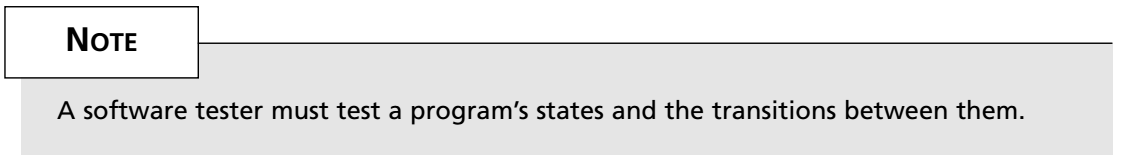 NOTE
A software tester must test a program's states and the transitions between them.